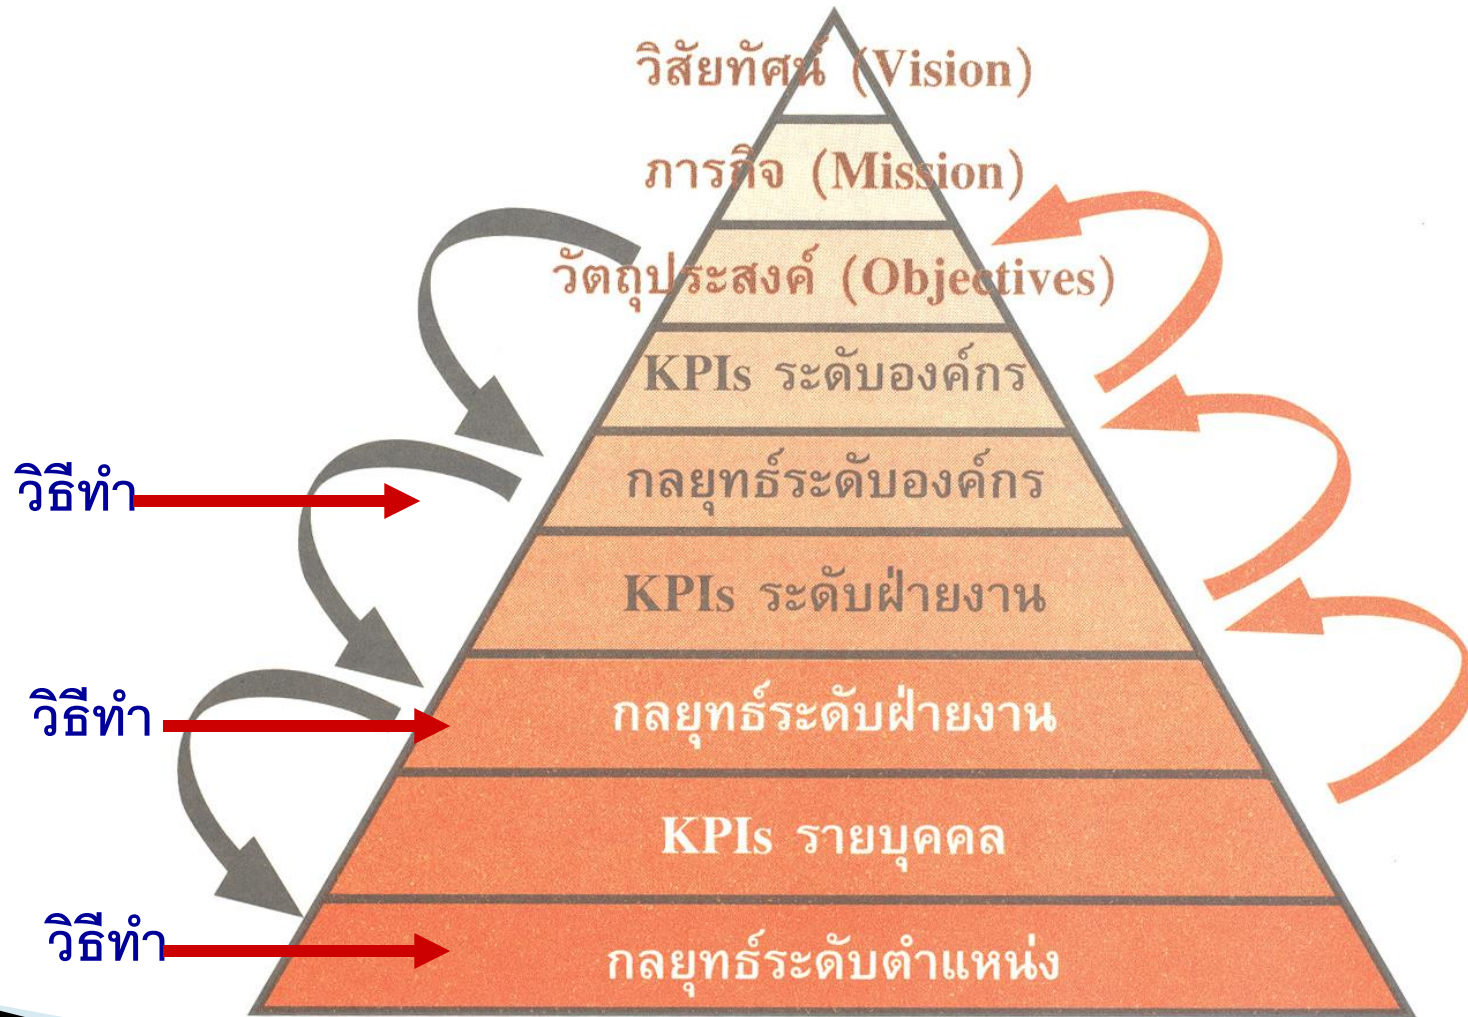 วิสัยทัศน์ (Vision)
ภารกิจ (Mission)
วัตถุประสงค์ (Objectives)
KPIs ระดับองค์กร
วิธีทำ
กลยุทธ์ระดับองค์กร
KPIs ระดับฝ่ายงาน
วิธีทำ
กลยุทธ์ระดับฝ่ายงาน
KPIs รายบุคคล
วิธีทำ
กลยุทธ์ระดับตำแหน่ง